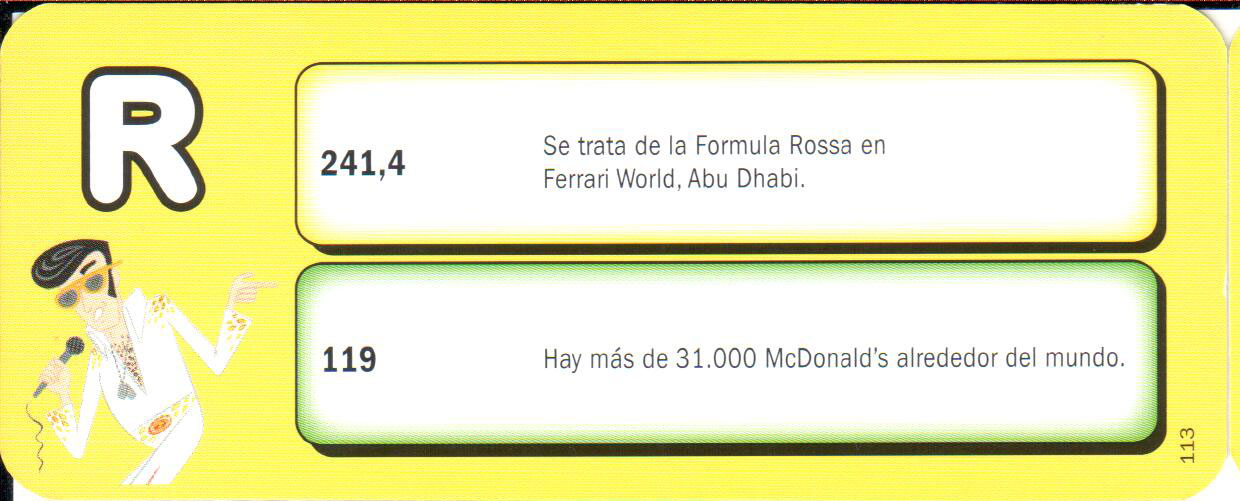 R
241,4
Se trata de la Formula Rossa en
Ferrari World, Abu Dhabi.
119
Hay más de 31.000 McDonald's alrededor del mundo.
113